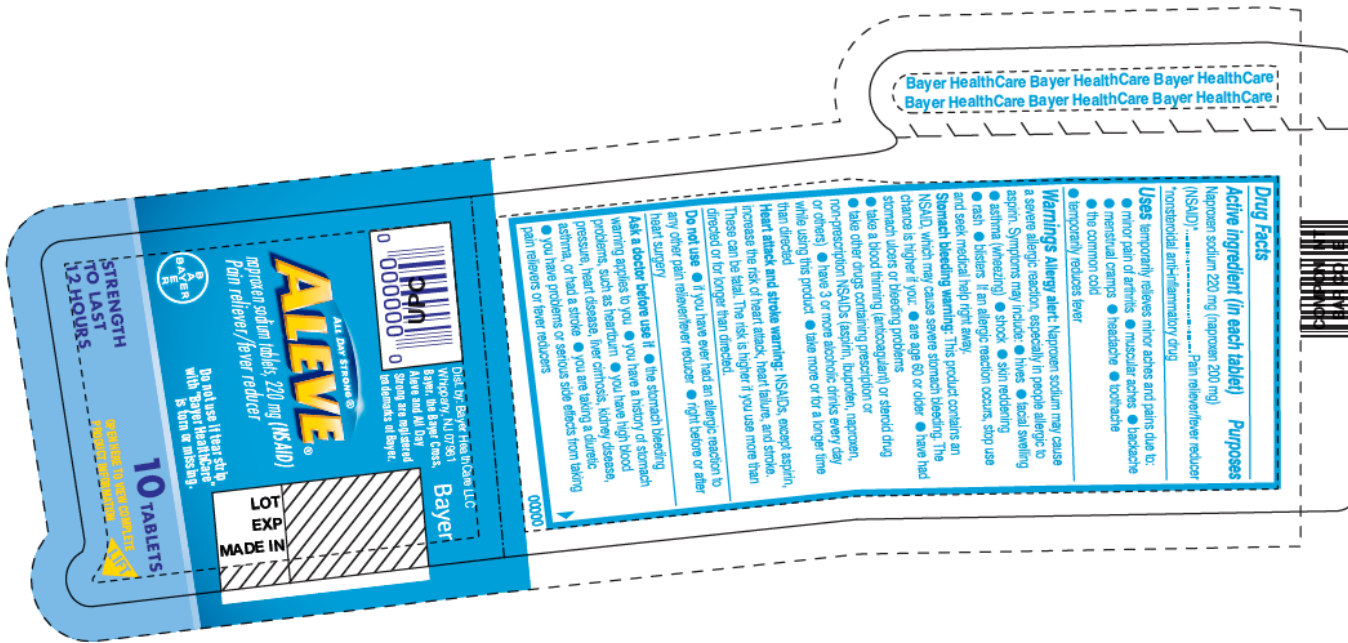 Bayer HealthCare Bayer HealthCare Bayer HealthCare
Bayer HealthCare Bayer HealthCare Bayer HealthCare
Drug Facts
Active ingredient (in each tablet) Purposes
Naproxen sodium 220 mg (naproxen 200 mg)
(NSAID)* Pain reliever/fever reducer
*nonsteroidal anti-inflammatory drug
Uses temporarily relieves minor aches and pains due to:
● minor pain of arthritis ● muscular aches ● backache
● menstrual cramps ● headache ● toothache
● the common cold
● temporarily reduces fever
Warnings Allergy alert: Naproxen sodium may cause
a severe allergic reaction, especially in people allergic to
aspirin. Symptoms may include: ● hives ● facial swelling
● asthma (wheezing) ● shock ● skin reddening
● rash ● blisters If an allergic reaction occurs, stop use
and seek medical help right away.
Stomach bleeding warning: This product contains an
NSAID, which may cause severe stomach bleeding. The
chance is higher if you: ● are age 60 or older ● have had
stomach ulcers or bleeding problems
● take a blood thinning (anticoagulant) or steroid drug
● take other drugs containing prescription or
non-prescription NSAIDs (aspirin, ibuprofen, naproxen,
or others) ● have 3 or more alcoholic drinks every day
while using this product ● take more or for a longer time
than directed
Heart attack and stroke warning: NSAIDs, except aspirin,
increase the risk of heart attack, heart failure, and stroke.
These can be fatal. The risk is higher if you use more than
directed or for longer than directed.
Do not use ● if you have ever had an allergic reaction to
any other pain reliever/fever reducer ● right before or after
heart surgery
Ask a doctor before use if ● the stomach bleeding
warning applies to you ● you have a history of stomach
problems, such as heartburn ● you have high blood
pressure, heart disease, liver cirrhosis, kidney disease,
asthma, or had a stroke ● you are taking a diuretic
● you have problems or serious side effects from taking
pain relievers or fever reducers
00000
Dist. by: Bayer HealthCare LLC
Whippany, NJ 07981
Bayer, the Bayer Cross,
Aleve and All Day
Strong are registered
trademarks of Bayer.
Bayer
UPC
0 00000 0
ALL DAY STRONG®
ALEVE®
naproxen sodium tablets, 220 mg (NSAID)
Pain reliever/fever reducer
LOT
EXP
MADE IN
BAYER
BAYER
Do not use if tear strip
with "Bayer HealthCare"
is torn or missing.
STRENGTH
TO LAST
12 HOURS
10 TABLETS
OPEN HERE TO VIEW COMPLETE
PRODUCT INFORMATION
LIFT